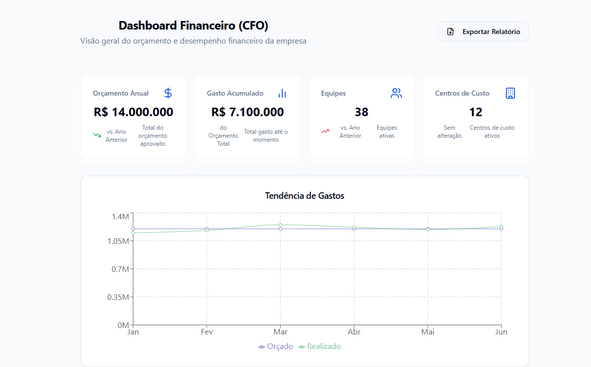 Dashboard Financeiro (CFO)
Visão geral do orçamento e desempenho financeiro da empresa
Exportar Relatório
Orçamento Anual
R$ 14.000.000
vs. Ano
Anterior
Total do
orçamento
aprovado
Gasto Acumulado
R$ 7.100.000
do
Orçamento
Total
Total gasto até o
momento
Equipes
38
vs. Ano
Anterior
Equipes
ativas
Centros de Custo
12
Sem
alteração
Centros de custo
ativos
Tendência de Gastos
1.4M
1.05M
0.7M
0.35M
0M
Jan Fev Mar Abr Mai Jun
Orçado Realizado